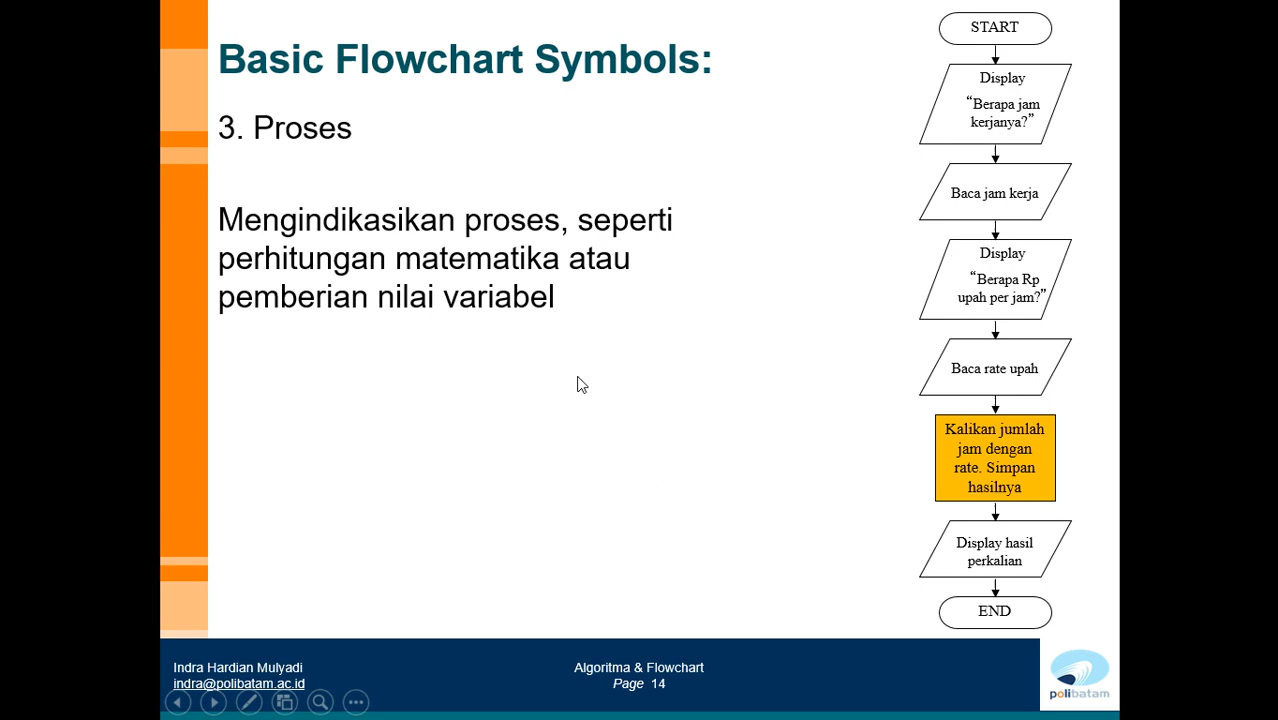 Basic Flowchart Symbols:
3. Proses
Mengindikasikan proses, seperti
perhitungan matematika atau
pemberian nilai variabel
START
Display
“Berapa jam
kerjanya?”
Baca jam kerja
Display
“Berapa Rp
upah per jam?”
Baca rate upah
Kalikan jumlah
jam dengan
rate. Simpan
hasilnya
Display hasil
perkalian
END
Indra Hardian Mulyadi
indra@polibatam.ac.id
Algoritma & Flowchart
Page 14
polibatam